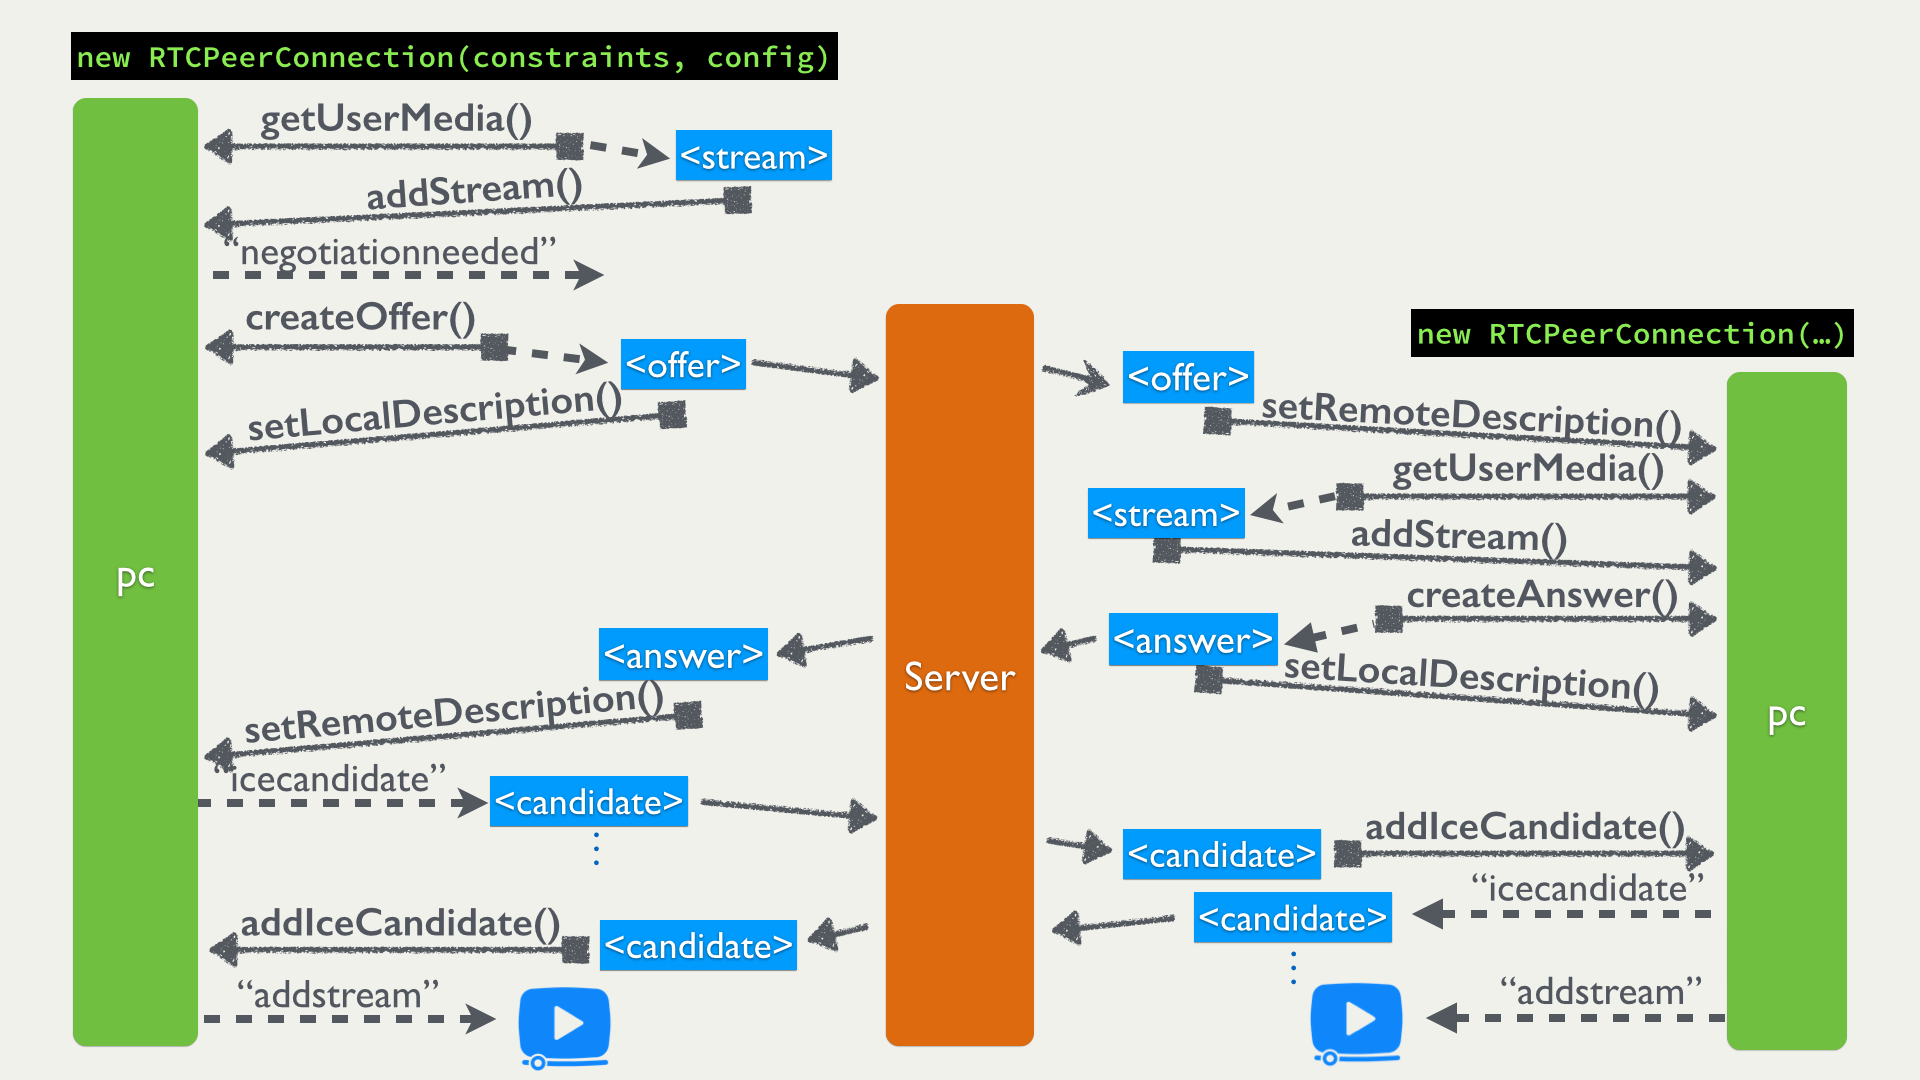 new RTCPeerConnection(constraints, config)
getUserMedia()
<stream>
addStream()
“negotiationneeded”
createOffer()
<offer>
setLocalDescription()
<answer>
setRemoteDescription()
“icecandidate”
<candidate>
addIceCandidate()
<candidate>
“addstream”
pc
Server
new RTCPeerConnection(…)
<offer>
setRemoteDescription()
getUserMedia()
<stream>
addStream()
createAnswer()
<answer>
setLocalDescription()
<candidate>
addIceCandidate()
“icecandidate”
<candidate>
“addstream”
pc